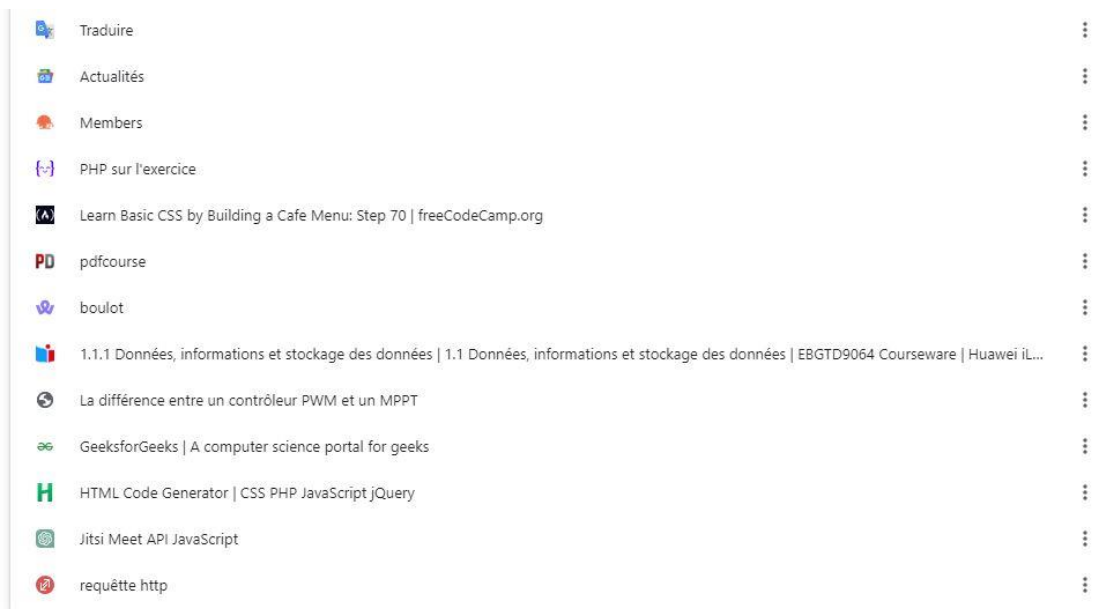 Traduire
Actualités
Members
PHP sur l'exercice
Learn Basic CSS by Building a Cafe Menu: Step 70 | freeCodeCamp.org
PD pdfcourse
boulot
1.1.1 Données, informations et stockage des données | 1.1 Données, informations et stockage des données | EBGTD9064 Courseware | Huawei iL...
La différence entre un contrôleur PWM et un MPPT
GeeksforGeeks | A computer science portal for geeks
H HTML Code Generator | CSS PHP JavaScript jQuery
Jitsi Meet API JavaScript
requêtte http